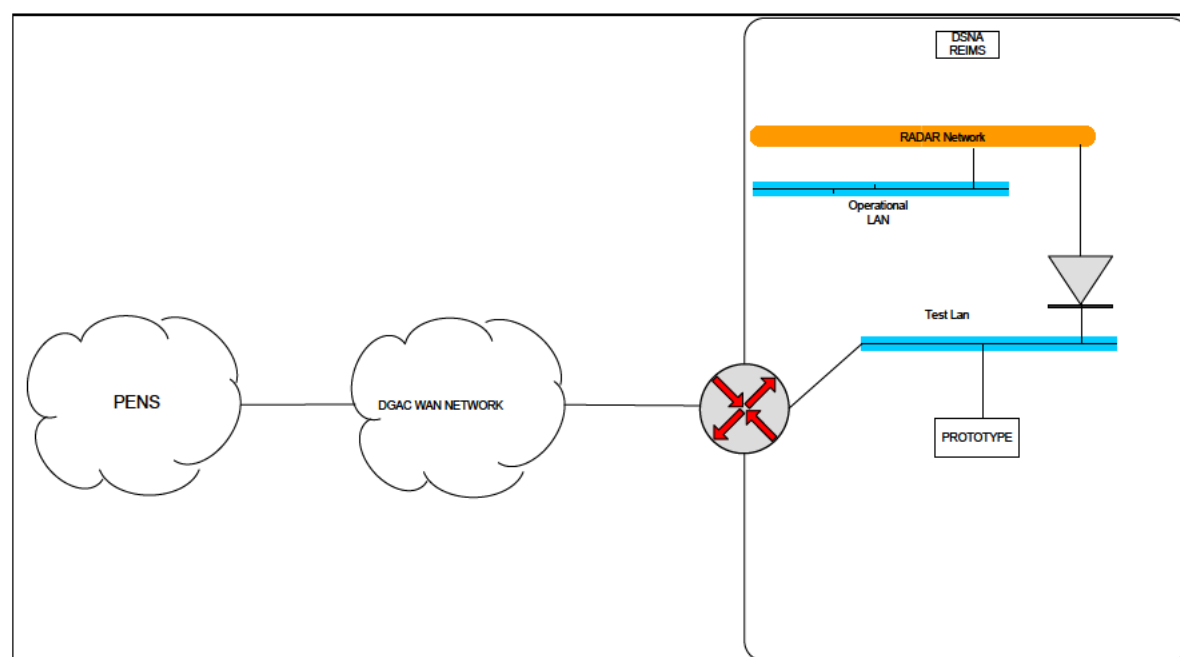 DSNA
REIMS
RADAR Network
Operational
LAN
Test Lan
PENS
DGAC WAN NETWORK
PROTOTYPE